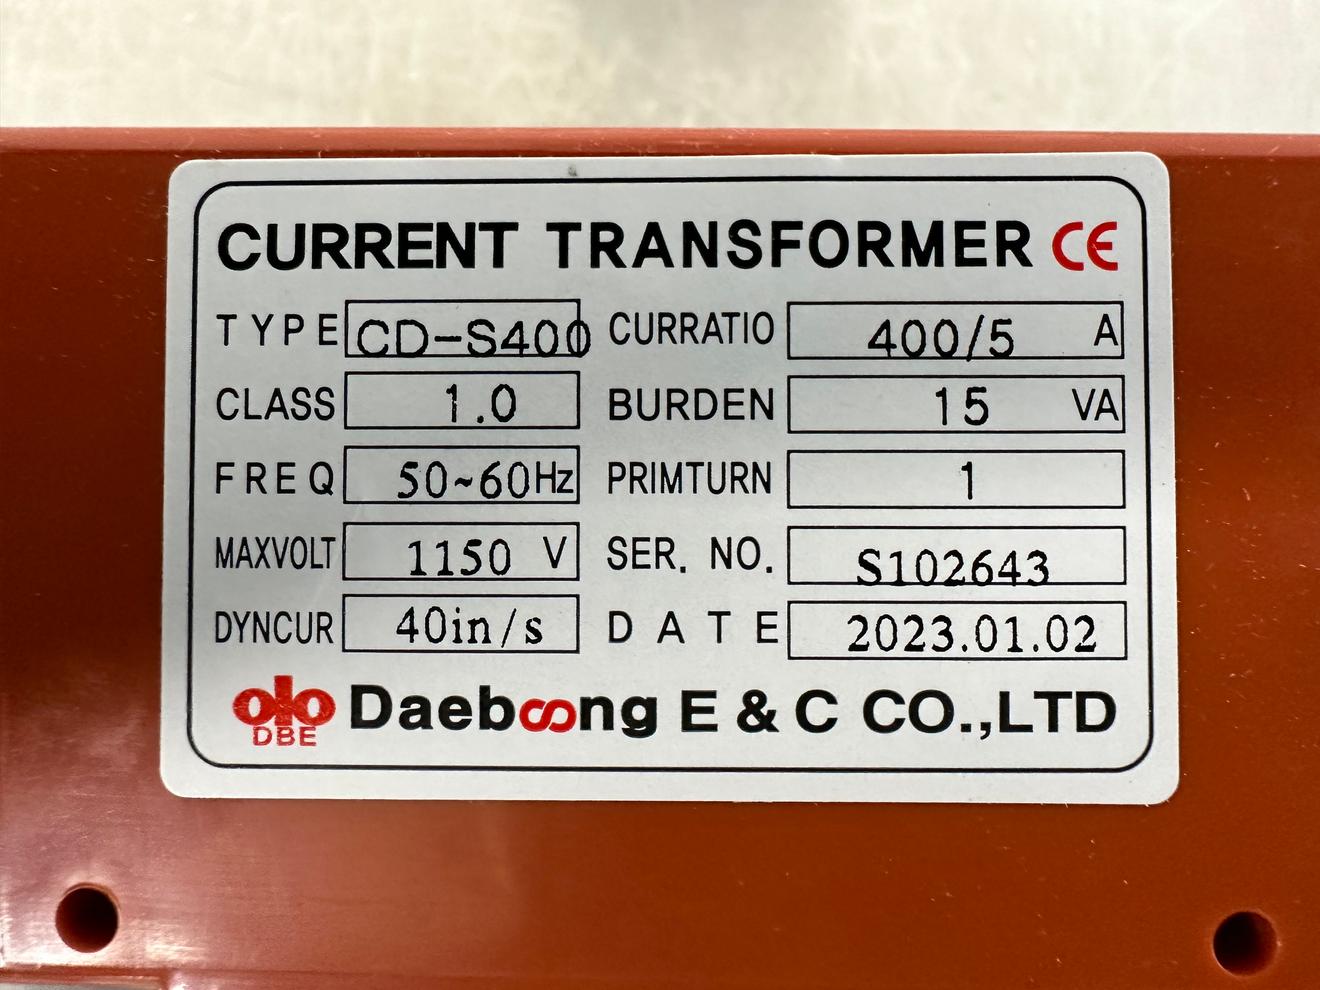 CURRENT TRANSFORMER CE
TYPE CD-S400 CURRATIO 400/5 A
CLASS 1.0 BURDEN 15 VA
FREQ 50~60Hz PRIMTURN 1
MAXVOLT 1150 V SER. NO. S102643
DYNCUR 40in/s DATE 2023.01.02
DBE Daeboong E & C CO.,LTD